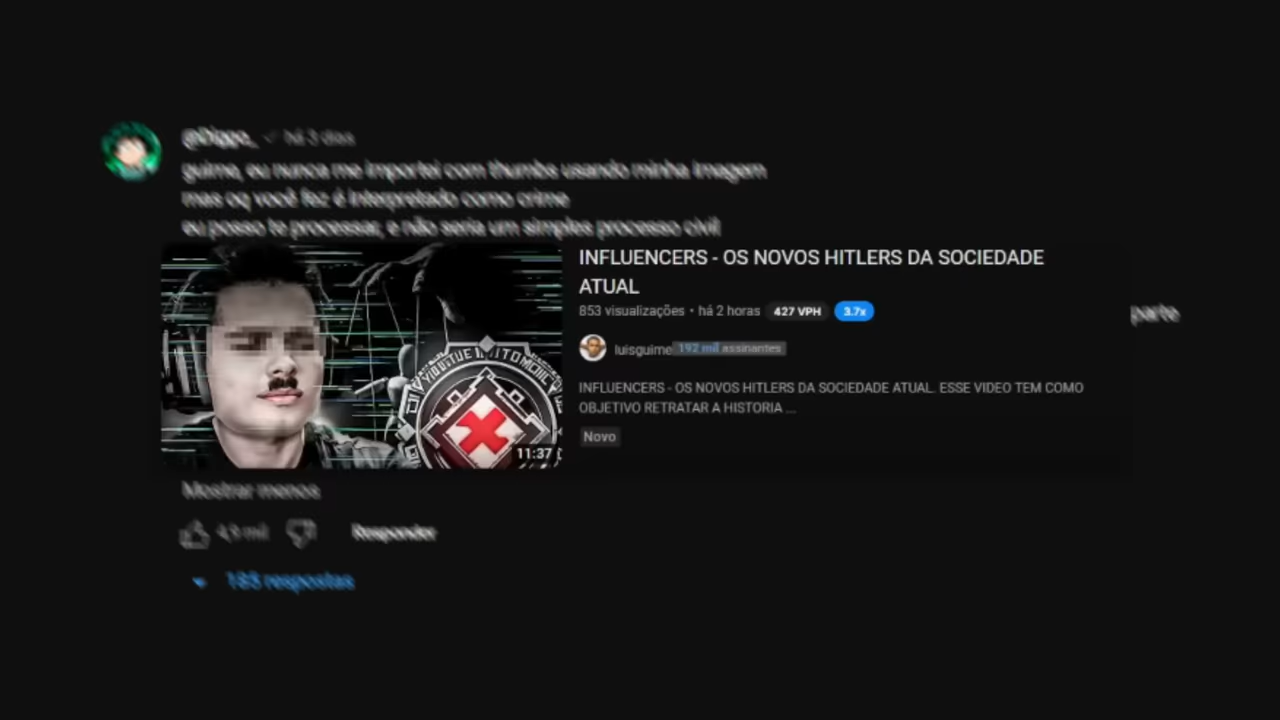 há 3 dias
guime, eu nunca me importei com thumbs usando minha imagem
mas oq você fez é interpretado como crime
eu posso te processar, e não seria um simples processo civil
INFLUENCERS - OS NOVOS HITLERS DA SOCIEDADE
ATUAL
853 visualizações • há 2 horas 427 VPH 3.7x
parte
luisguime 192 mil assinantes
INFLUENCERS - OS NOVOS HITLERS DA SOCIEDADE ATUAL. ESSE VIDEO TEM COMO
OBJETIVO RETRATAR A HISTORIA ...
Novo
11:37
Mostrar menos
Responder
185 respostas